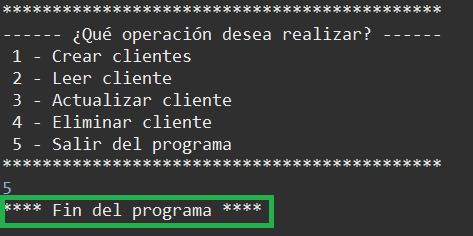 ********************************************
------ ¿Qué operación desea realizar? ------
 1 - Crear clientes
 2 - Leer cliente
 3 - Actualizar cliente
 4 - Eliminar cliente
 5 - Salir del programa
********************************************
5
**** Fin del programa ****